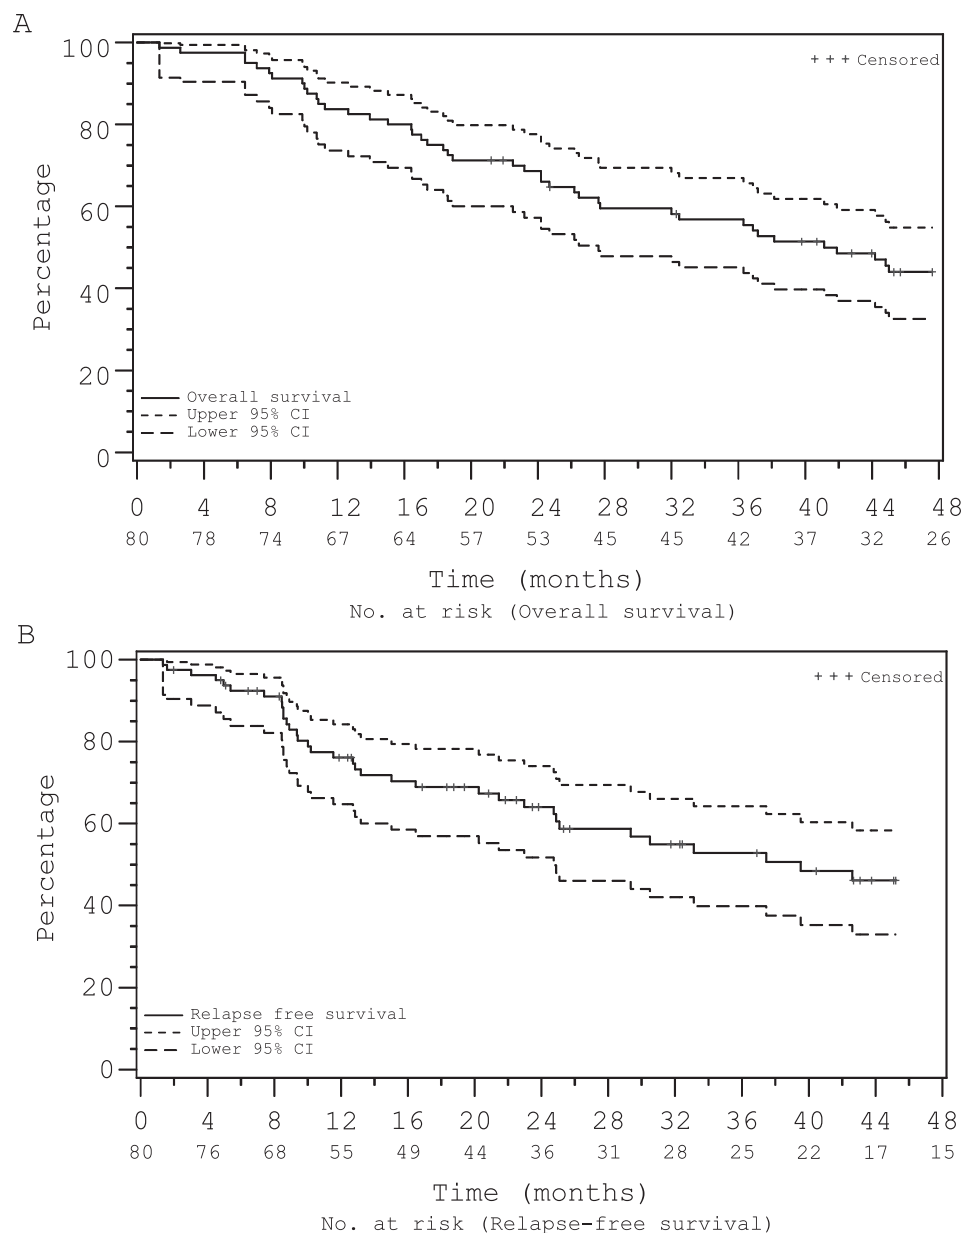 A
100
+ + + Censored
80
60
Percentage
40
20
Overall survival
Upper 95% CI
Lower 95% CI
0
0 4 8 12 16 20 24 28 32 36 40 44 48
80 78 74 67 64 57 53 45 45 42 37 32 26
Time (months)
No. at risk (Overall survival)
B
100
+ + + Censored
80
60
Percentage
40
20
Relapse free survival
Upper 95% CI
Lower 95% CI
0
0 4 8 12 16 20 24 28 32 36 40 44 48
80 76 68 55 49 44 36 31 28 25 22 17 15
Time (months)
No. at risk (Relapse-free survival)